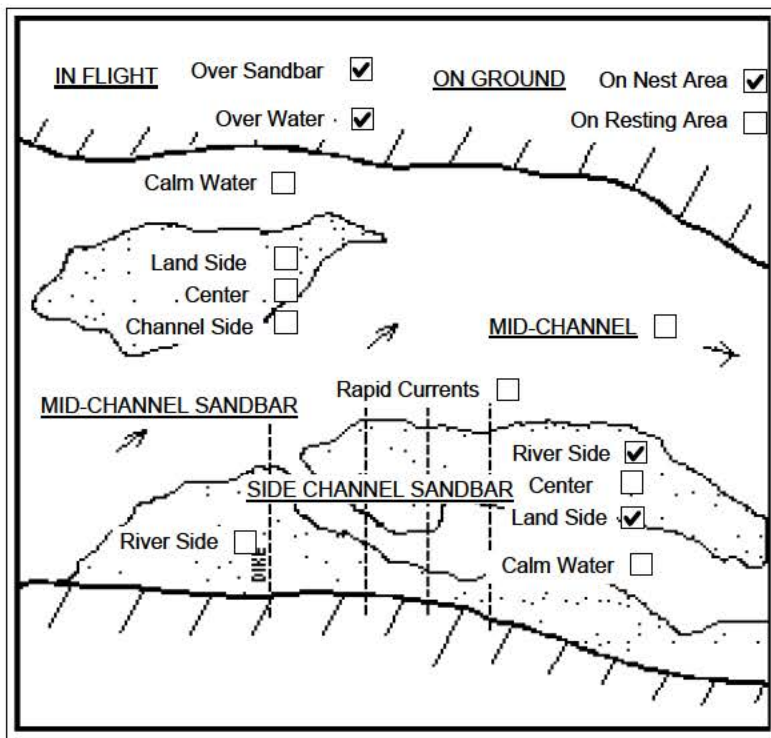 IN FLIGHT Over Sandbar ON GROUND On Nest Area
Over Water On Resting Area
Calm Water
Land Side
Center
Channel Side
MID-CHANNEL
Rapid Currents
MID-CHANNEL SANDBAR
River Side
SIDE CHANNEL SANDBAR
Center
Land Side
River Side
DIKE
Calm Water